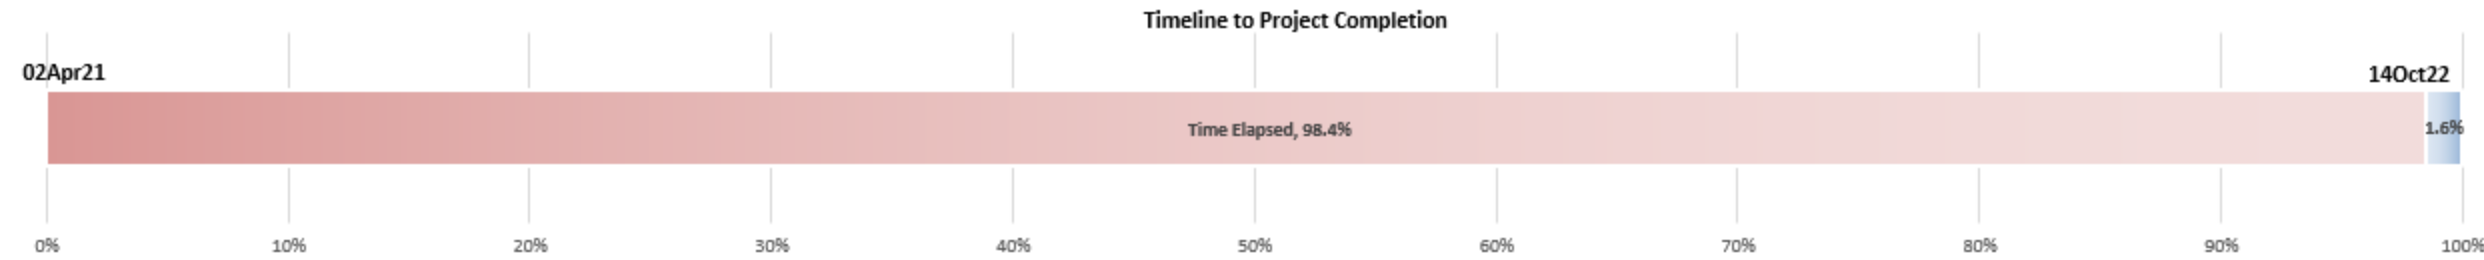 Timeline to Project Completion
02Apr21 14Oct22
Time Elapsed, 98.4% 1.6%
0% 10% 20% 30% 40% 50% 60% 70% 80% 90% 100%